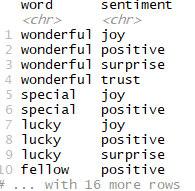 word sentiment
<chr> <chr>
1 wonderful joy
2 wonderful positive
3 wonderful surprise
4 wonderful trust
5 special joy
6 special positive
7 lucky joy
8 lucky positive
9 lucky surprise
10 fellow positive
# ... with 16 more rows